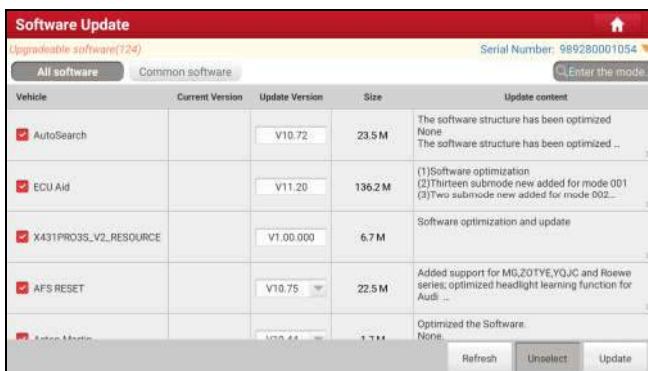 Software Update
Upgradeable software(124)
Serial Number: 989280001054
All software
Common software
Enter the mode.
Vehicle
Current Version
Update Version
Size
Update content
AutoSearch
V10.72
23.5 M
The software structure has been optimized
None
The software structure has been optimized ...
ECU Aid
V11.20
136.2 M
(1)Software optimization
(2)Thirteen submode new added for mode 001
(3)Two submode new added for mode 002...
X431PRO3S_V2_RESOURCE
V1.00.000
6.7 M
Software optimization and update
AFS RESET
V10.75
22.5 M
Added support for MG,ZOTYE,YQJC and Roewe
series; optimized headlight learning function for
Audi ...
Optimized the Software.
None.
Refresh
Unselect
Update